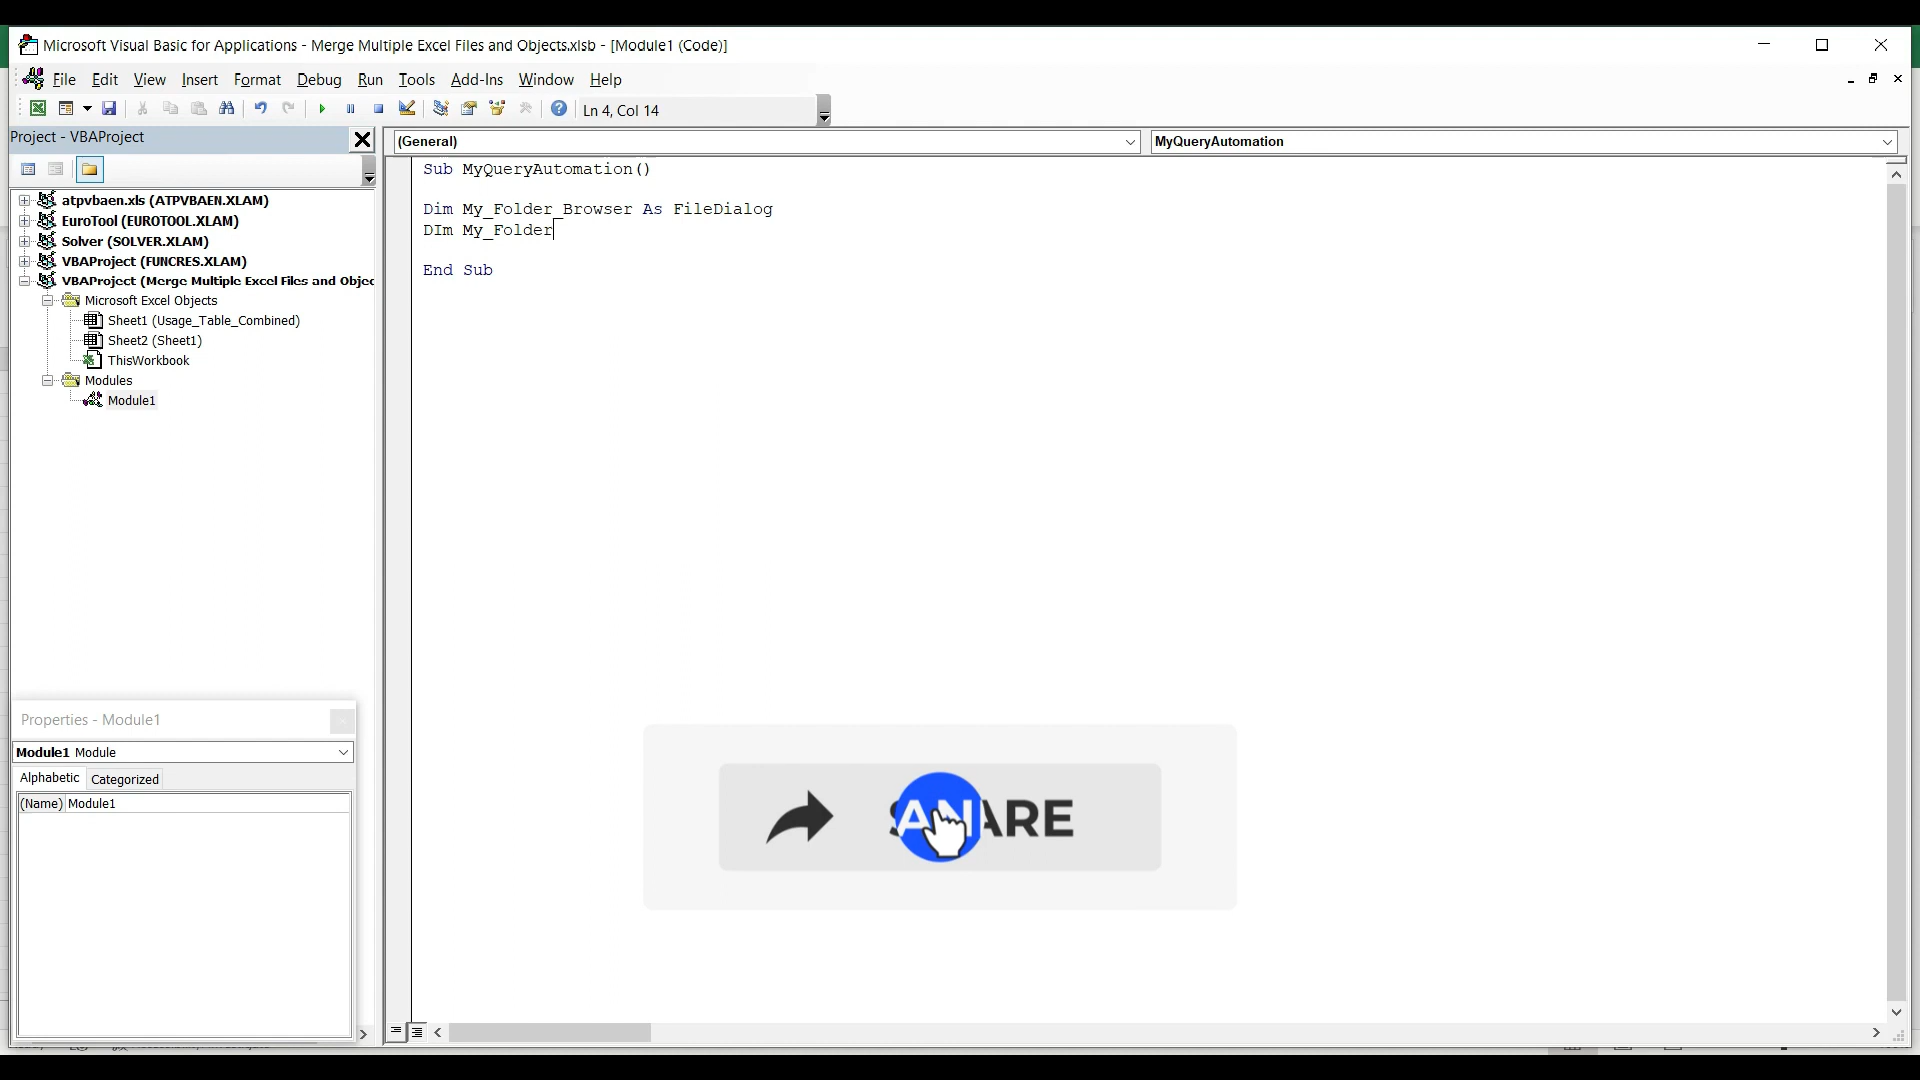 Microsoft Visual Basic for Applications - Merge Multiple Excel Files and Objects.xlsb - [Module1 (Code)]
File Edit View Insert Format Debug Run Tools Add-Ins Window Help
Ln 4, Col 14
Project - VBAProject
(General)
MyQueryAutomation
atpvbaen.xls (ATPVBAEN.XLAM)
EuroTool (EUROTOOL.XLAM)
Solver (SOLVER.XLAM)
VBAProject (FUNCRES.XLAM)
VBAProject (Merge Multiple Excel Files and Objec
Microsoft Excel Objects
Sheet1 (Usage_Table_Combined)
Sheet2 (Sheet1)
ThisWorkbook
Modules
Module1
Sub MyQueryAutomation()
Dim My_Folder_Browser As FileDialog
DIm My_Folder
End Sub
Properties - Module1
Module1 Module
Alphabetic Categorized
(Name) Module1